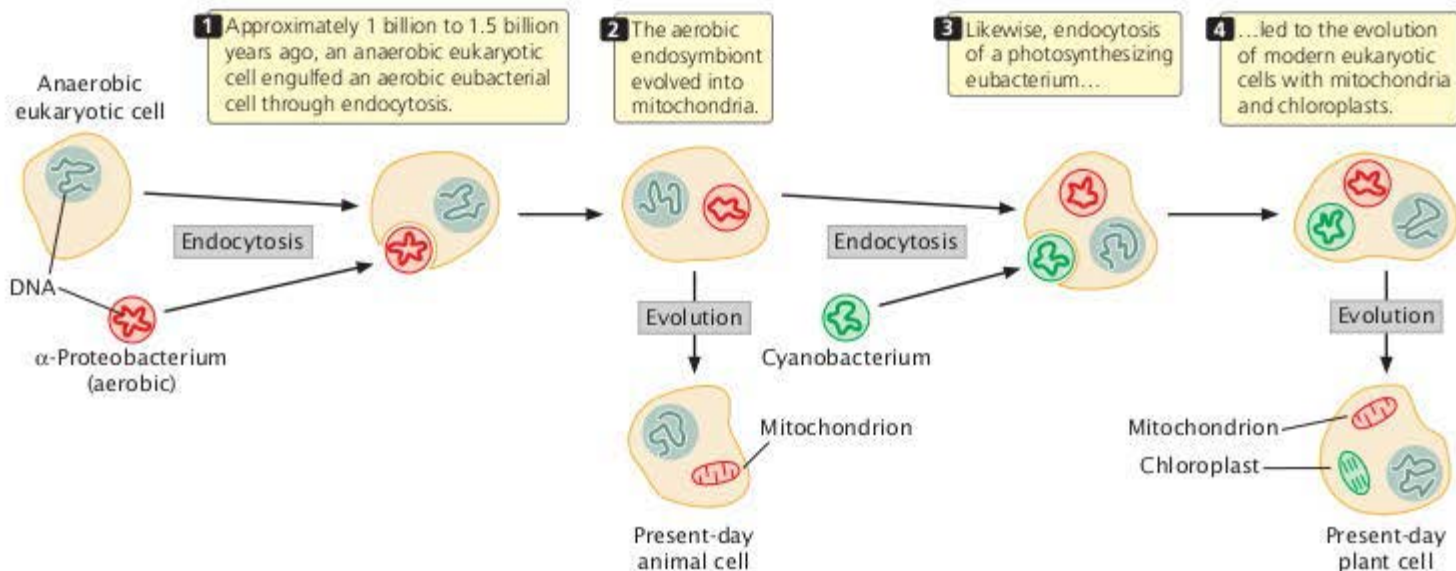 1 Approximately 1 billion to 1.5 billion
years ago, an anaerobic eukaryotic
cell engulfed an aerobic eubacterial
cell through endocytosis.
2 The aerobic
endosymbiont
evolved into
mitochondria.
3 Likewise, endocytosis
of a photosynthesizing
eubacterium…
4 …led to the evolution
of modern eukaryotic
cells with mitochondria
and chloroplasts.
Anaerobic
eukaryotic cell
Endocytosis
DNA
α-Proteobacterium
(aerobic)
Evolution
Mitochondrion
Present-day
animal cell
Endocytosis
Cyanobacterium
Evolution
Mitochondrion
Chloroplast
Present-day
plant cell